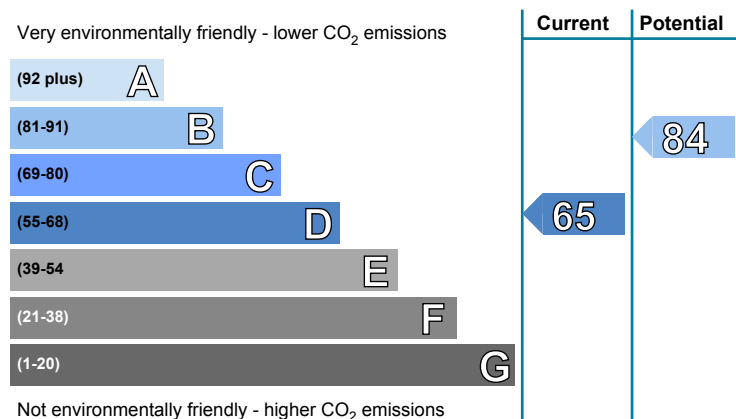 Current Potential
Very environmentally friendly - lower CO₂ emissions
(92 plus) A
(81-91) B
84
(69-80) C
(55-68) D
65
(39-54 E
(21-38) F
(1-20) G
Not environmentally friendly - higher CO₂ emissions